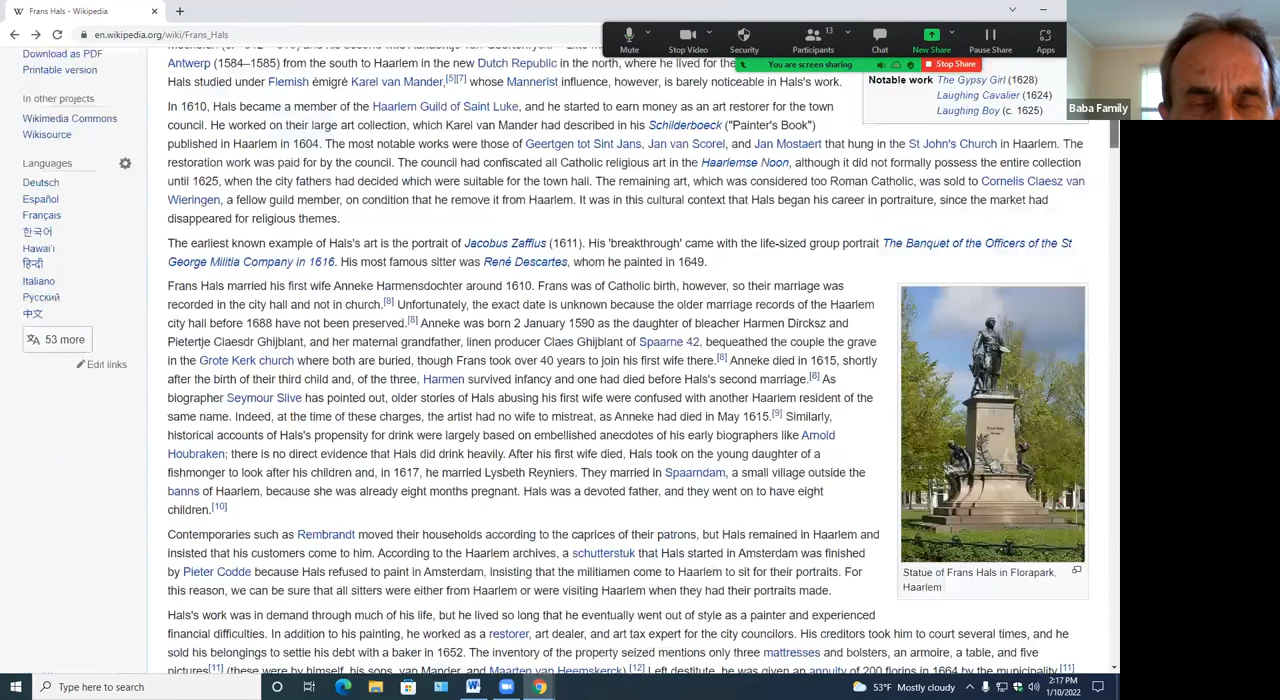 Frans Hals - Wikipedia
en.wikipedia.org/wiki/Frans_Hals
Mute
Stop Video
Security
Participants
13
Chat
New Share
Pause Share
Apps
You are screen sharing
Stop Share
Baba Family
Download as PDF
Printable version
In other projects
Wikimedia Commons
Wikisource
Languages
Deutsch
Español
Français
한국어
Hawaiʻi
हिन्दी
Italiano
Русский
中文
53 more
Edit links
Antwerp (1584–1585) from the south to Haarlem in the new Dutch Republic in the north, where he lived for the
Hals studied under Flemish émigré Karel van Mander,[5][7] whose Mannerist influence, however, is barely noticeable in Hals's work.
In 1610, Hals became a member of the Haarlem Guild of Saint Luke, and he started to earn money as an art restorer for the town
council. He worked on their large art collection, which Karel van Mander had described in his Schilderboeck ("Painter's Book")
published in Haarlem in 1604. The most notable works were those of Geertgen tot Sint Jans, Jan van Scorel, and Jan Mostaert that hung in the St John's Church in Haarlem. The
restoration work was paid for by the council. The council had confiscated all Catholic religious art in the Haarlemse Noon, although it did not formally possess the entire collection
until 1625, when the city fathers had decided which were suitable for the town hall. The remaining art, which was considered too Roman Catholic, was sold to Cornelis Claesz van
Wieringen, a fellow guild member, on condition that he remove it from Haarlem. It was in this cultural context that Hals began his career in portraiture, since the market had
disappeared for religious themes.
The earliest known example of Hals's art is the portrait of Jacobus Zaffius (1611). His 'breakthrough' came with the life-sized group portrait The Banquet of the Officers of the St
George Militia Company in 1616. His most famous sitter was René Descartes, whom he painted in 1649.
Frans Hals married his first wife Anneke Harmensdochter around 1610. Frans was of Catholic birth, however, so their marriage was
recorded in the city hall and not in church.[8] Unfortunately, the exact date is unknown because the older marriage records of the Haarlem
city hall before 1688 have not been preserved.[8] Anneke was born 2 January 1590 as the daughter of bleacher Harmen Dircksz and
Pietertje Claesdr Ghijblant, and her maternal grandfather, linen producer Claes Ghijblant of Spaarne 42, bequeathed the couple the grave
in the Grote Kerk church where both are buried, though Frans took over 40 years to join his first wife there.[8] Anneke died in 1615, shortly
after the birth of their third child and, of the three, Harmen survived infancy and one had died before Hals's second marriage.[8] As
biographer Seymour Slive has pointed out, older stories of Hals abusing his first wife were confused with another Haarlem resident of the
same name. Indeed, at the time of these charges, the artist had no wife to mistreat, as Anneke had died in May 1615.[9] Similarly,
historical accounts of Hals's propensity for drink were largely based on embellished anecdotes of his early biographers like Arnold
Houbraken; there is no direct evidence that Hals did drink heavily. After his first wife died, Hals took on the young daughter of a
fishmonger to look after his children and, in 1617, he married Lysbeth Reyniers. They married in Spaarndam, a small village outside the
banns of Haarlem, because she was already eight months pregnant. Hals was a devoted father, and they went on to have eight
children.[10]
Contemporaries such as Rembrandt moved their households according to the caprices of their patrons, but Hals remained in Haarlem and
insisted that his customers come to him. According to the Haarlem archives, a schutterstuk that Hals started in Amsterdam was finished
by Pieter Codde because Hals refused to paint in Amsterdam, insisting that the militiamen come to Haarlem to sit for their portraits. For
this reason, we can be sure that all sitters were either from Haarlem or were visiting Haarlem when they had their portraits made.
Hals's work was in demand through much of his life, but he lived so long that he eventually went out of style as a painter and experienced
financial difficulties. In addition to his painting, he worked as a restorer, art dealer, and art tax expert for the city councilors. His creditors took him to court several times, and he
sold his belongings to settle his debt with a baker in 1652. The inventory of the property seized mentions only three mattresses and bolsters, an armoire, a table, and five
pictures[11] (these were by himself, his sons, van Mander, and Maarten van Heemskerck).[12] Left destitute, he was given an annuity of 200 florins in 1664 by the municipality.[11]
Notable work The Gypsy Girl (1628)
Laughing Cavalier (1624)
Laughing Boy (c. 1625)
Statue of Frans Hals in Florapark,
Haarlem
Type here to search
53°F Mostly cloudy
2:17 PM
1/10/2022